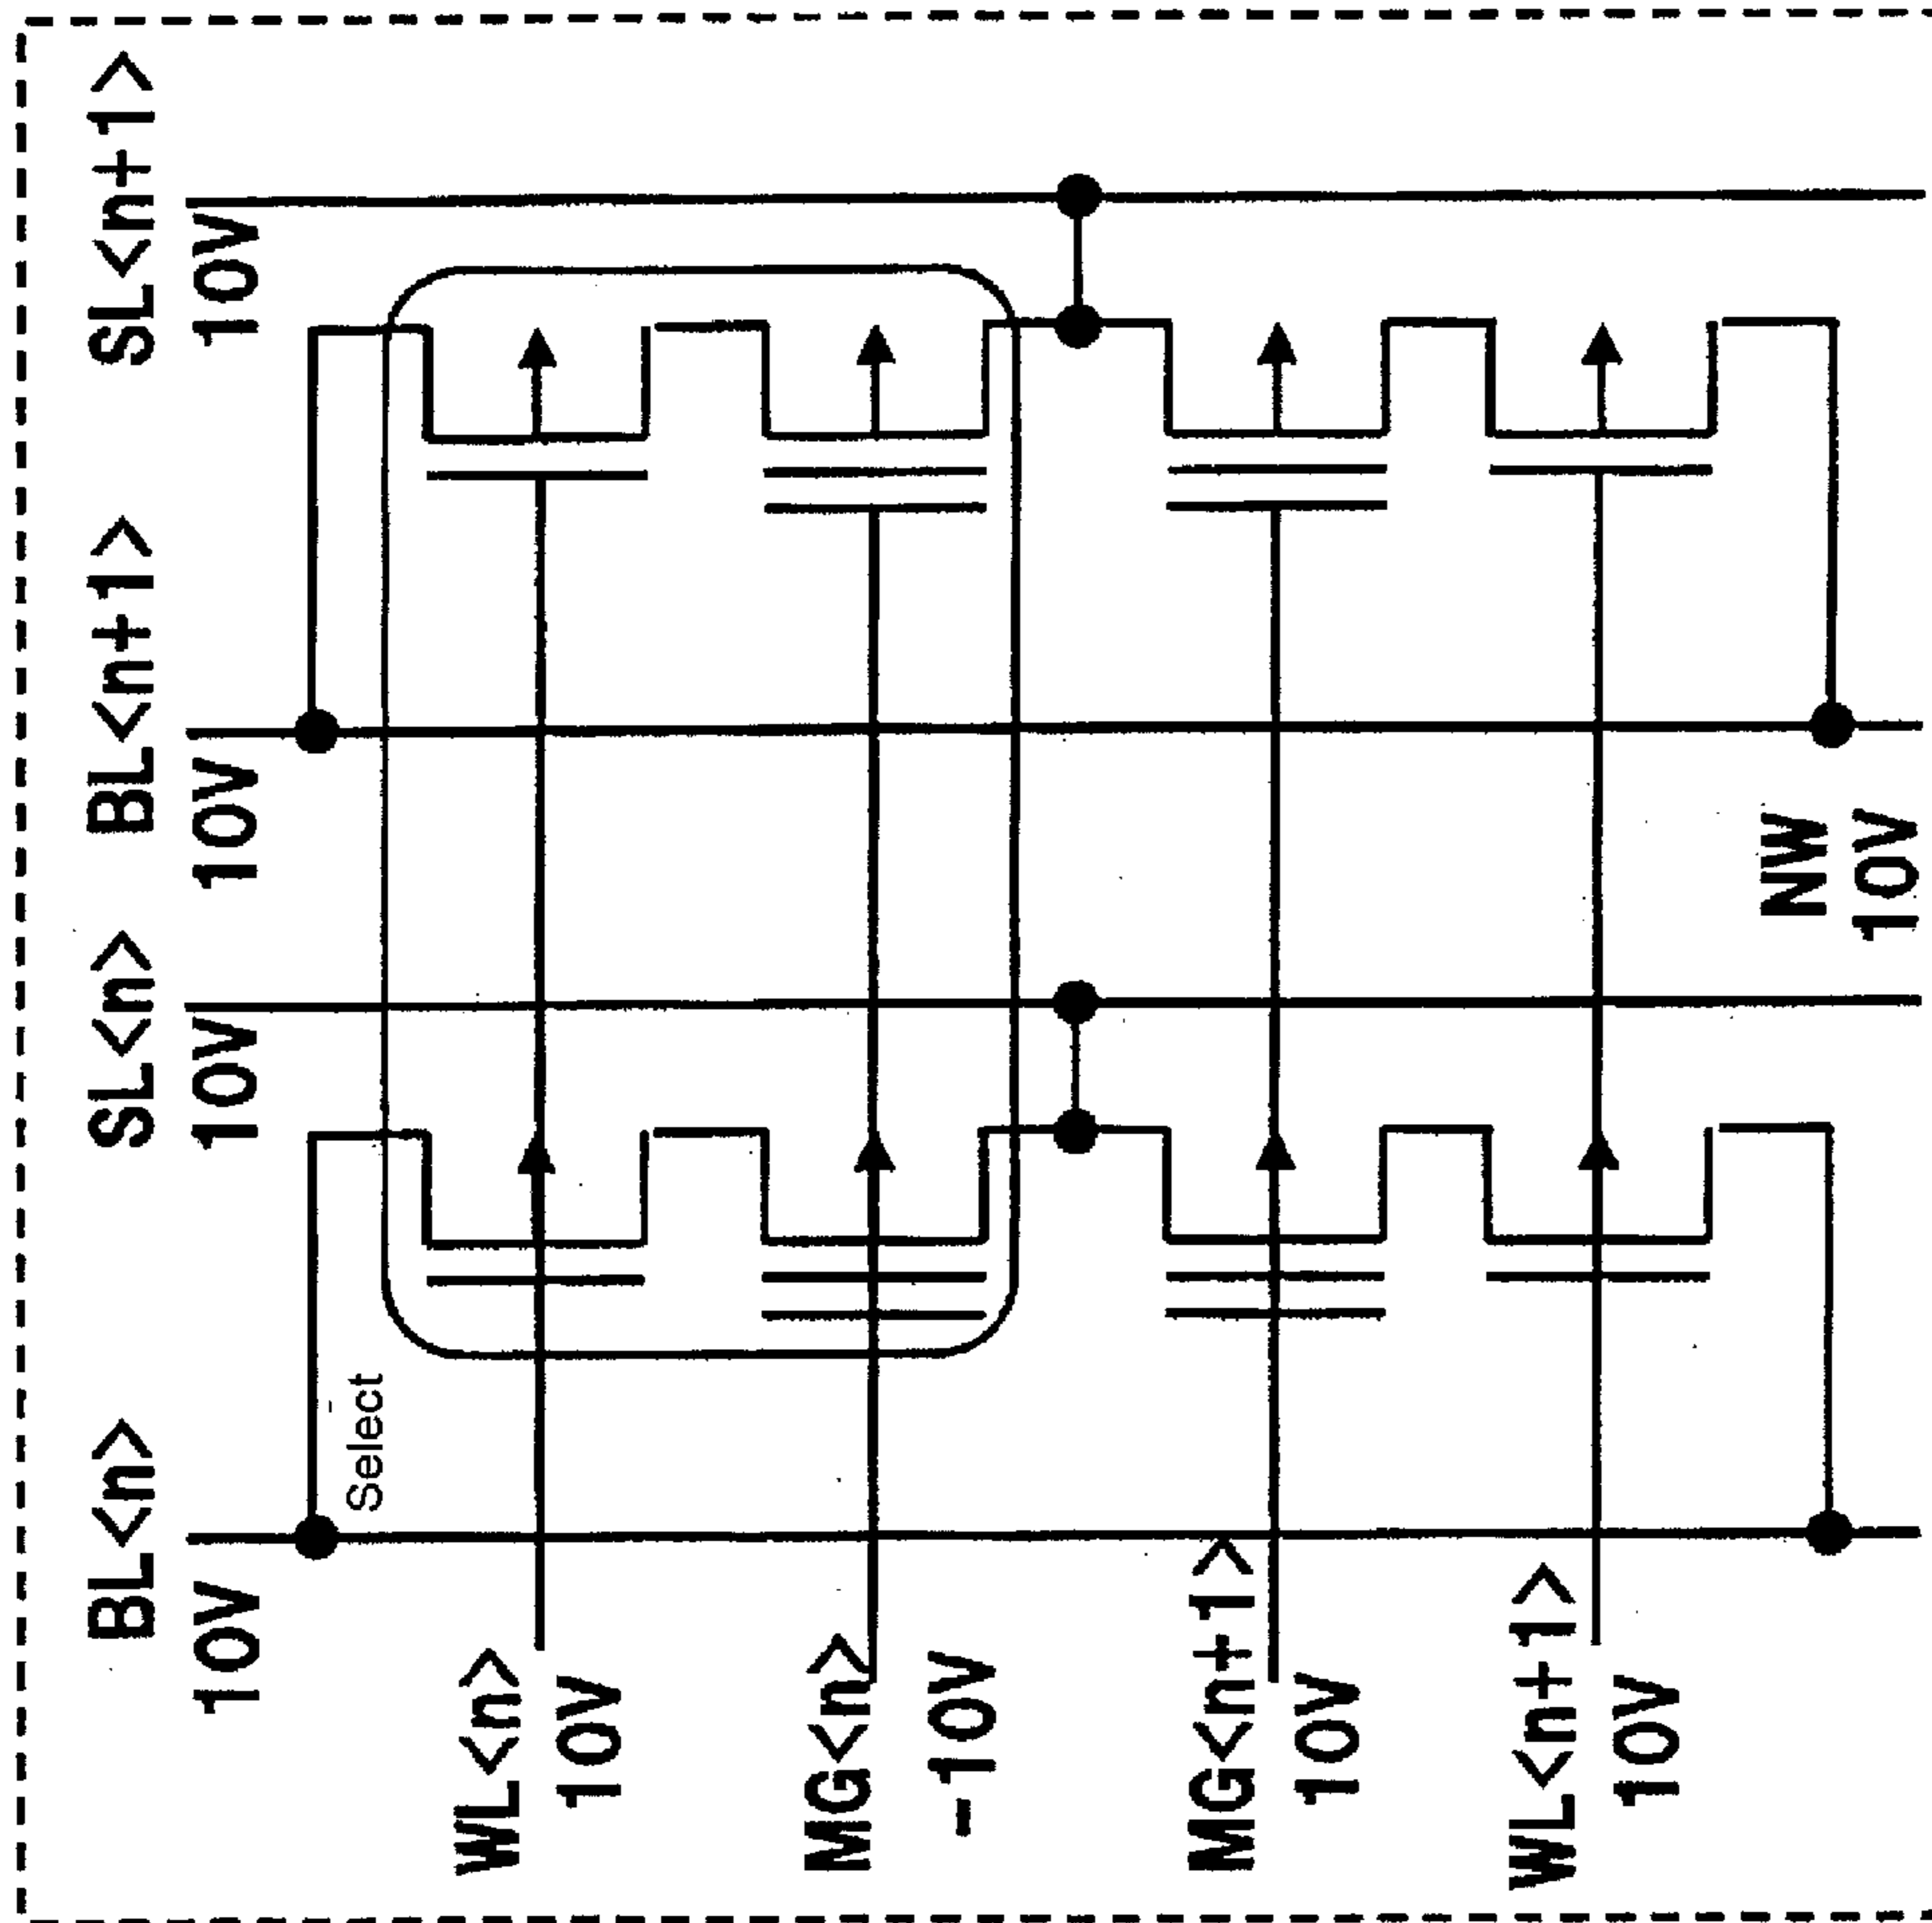 BL<n>
10V
SL<n>
10V
BL<n+1>
10V
SL<n+1>
10V
Select
WL<n>
10V
MG<n>
-10V
MG<n+1>
10V
WL<n+1>
10V
NW
10V